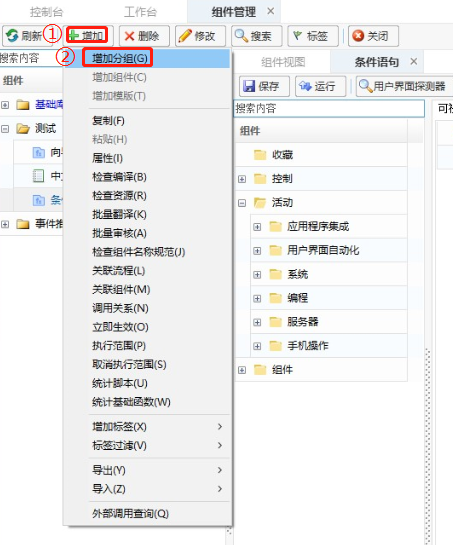 控制台 工作台 组件管理 ×
刷新 ① 增加 删除 修改 搜索 标签 关闭
搜索内容
组件
基础库
测试
向
中文
条
事件推
② 增加分组(G)
增加组件(C)
增加模版(T)
复制(F)
粘贴(H)
属性(I)
检查编译(B)
检查资源(R)
批量翻译(K)
批量审核(A)
检查组件名称规范(J)
关联流程(L)
关联组件(M)
调用关系(N)
立即生效(O)
执行范围(P)
取消执行范围(S)
统计脚本(U)
统计基础函数(W)
增加标签(X)
标签过滤(V)
导出(Y)
导入(Z)
外部调用查询(Q)
组件视图 条件语句 ×
保存 运行 用户界面探测器
搜索内容
组件
收藏
控制
活动
应用程序集成
用户界面自动化
系统
编程
服务器
手机操作
组件
可视